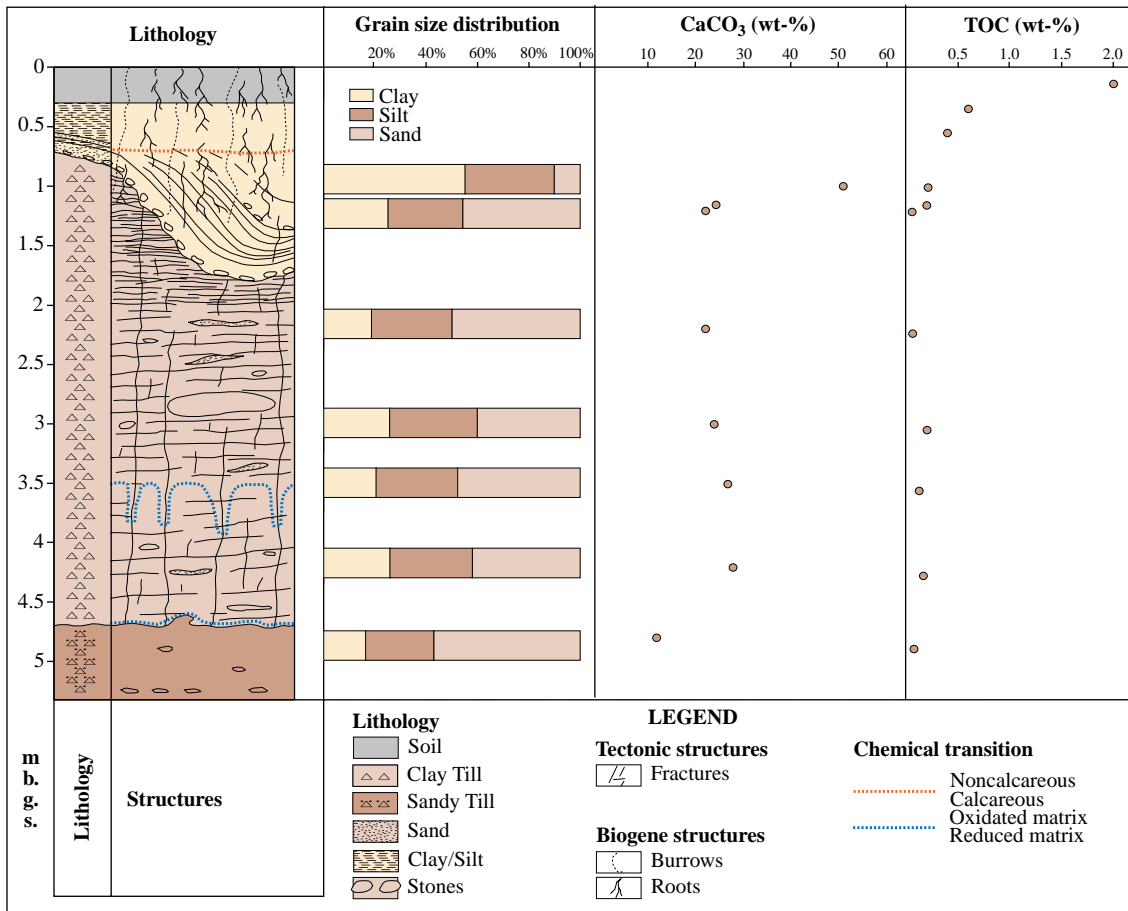 Lithology
Grain size distribution
20% 40% 60% 80% 100%
CaCO3 (wt-%)
10 20 30 40 50 60
TOC (wt-%)
0.5 1.0 1.0 2.0
0
0.5
1
1.5
2
2.5
3
3.5
4
4.5
5
Clay
Silt
Sand
m
b.
g.
s.
Lithology
Structures
LEGEND
Lithology
Soil
Clay Till
Sandy Till
Sand
Clay/Silt
Stones
Tectonic structures
Fractures
Biogene structures
Burrows
Roots
Chemical transition
Noncalcareous
Calcareous
Oxidated matrix
Reduced matrix